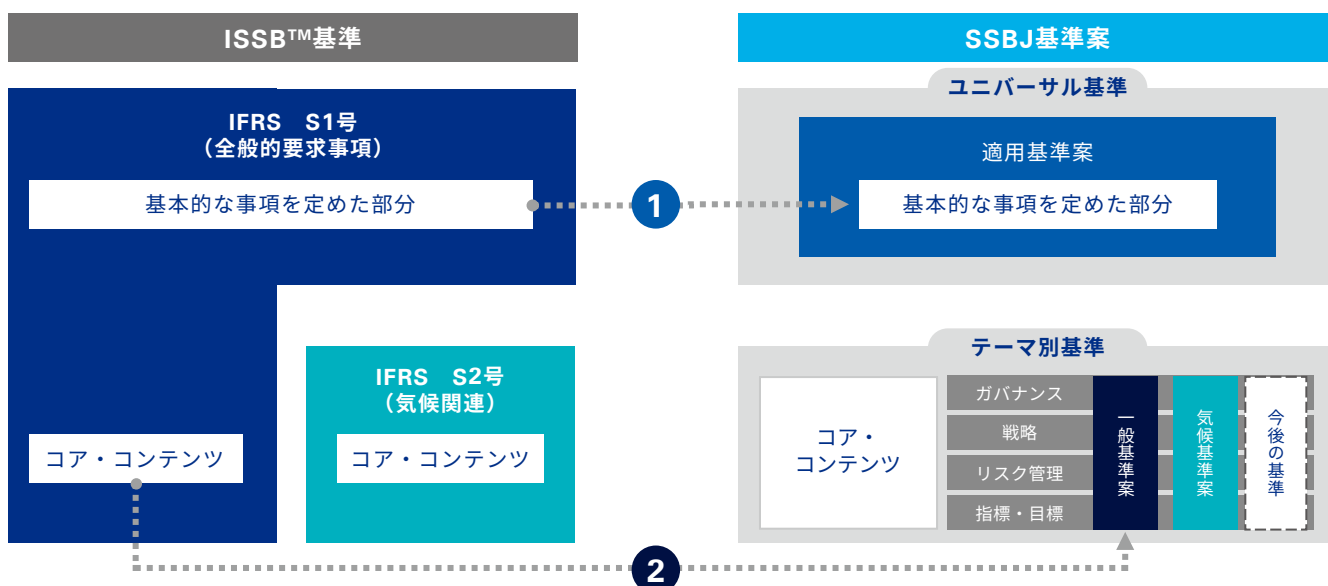 ISSB™基準
IFRS S1号
（全般的要求事項）
基本的な事項を定めた部分
IFRS S2号
（気候関連）
コア・コンテンツ
コア・コンテンツ
1
2
SSBJ基準案
ユニバーサル基準
適用基準案
基本的な事項を定めた部分
テーマ別基準
コア・
コンテンツ
ガバナンス
戦略
リスク管理
指標・目標
一般基準案
気候基準案
今後の基準